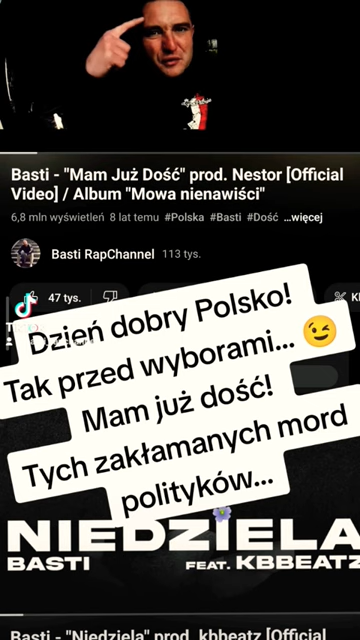 Basti - "Mam Już Dość" prod. Nestor [Official
Video] / Album "Mowa nienawiści"
6,8 mln wyświetleń 8 lat temu #Polska #Basti #Dość ...więcej
Basti RapChannel 113 tys.
47 tys.
Dzień dobry Polsko!
Tak przed wyborami... 😉
Mam już dość!
Tych zakłamanych mord
polityków...
NIEDZIELA
BASTI FEAT. KBBEATZ
Basti - "Niedziela" prod. kbbeatz [Official